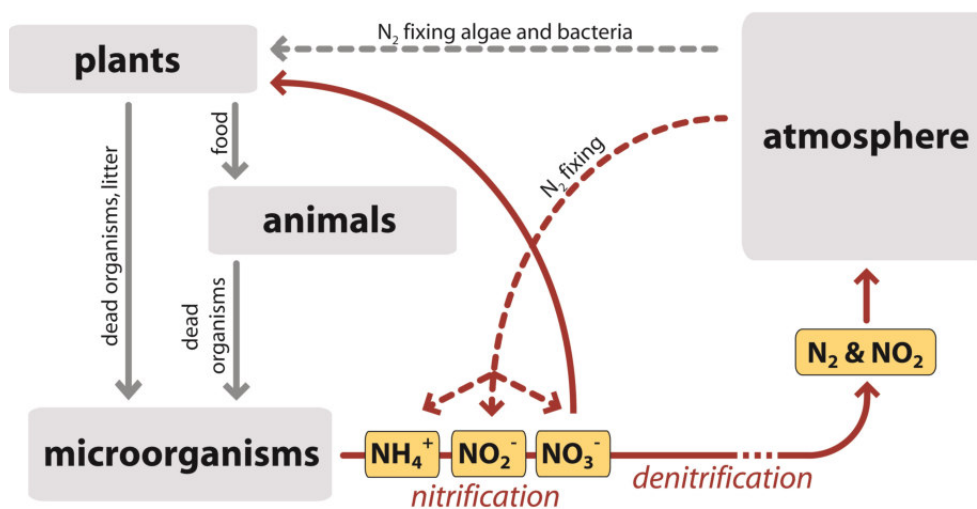 N₂ fixing algae and bacteria
plants
atmosphere
food
N₂ fixing
dead organisms, litter
animals
dead
organisms
N₂ & NO₂
microorganisms
NH₄⁺
NO₂⁻
NO₃⁻
nitrification
denitrification